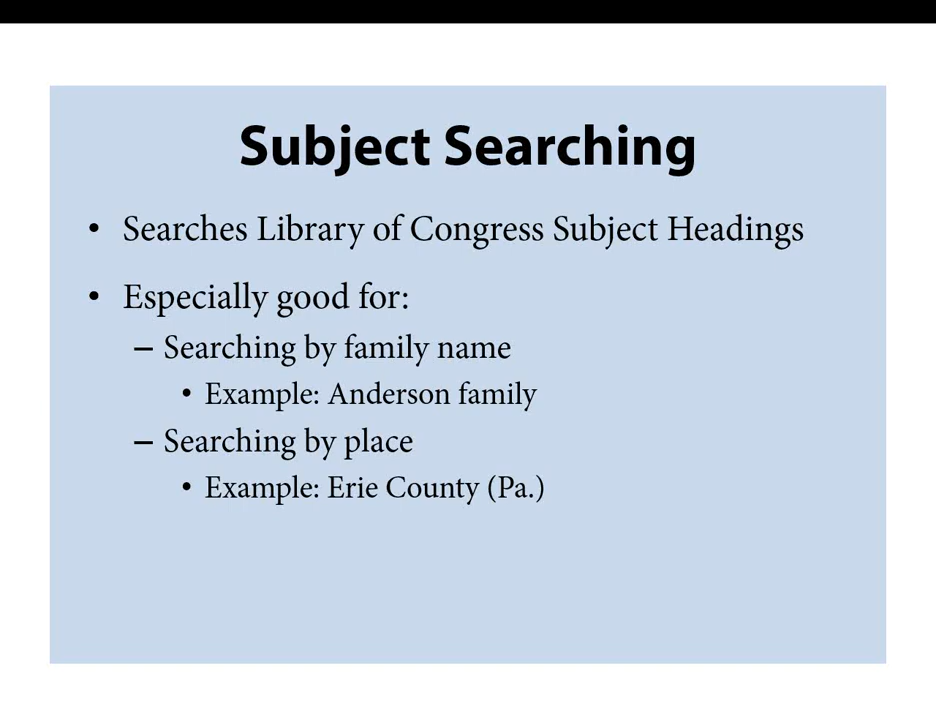 Subject Searching
• Searches Library of Congress Subject Headings
• Especially good for:
– Searching by family name
• Example: Anderson family
– Searching by place
• Example: Erie County (Pa.)